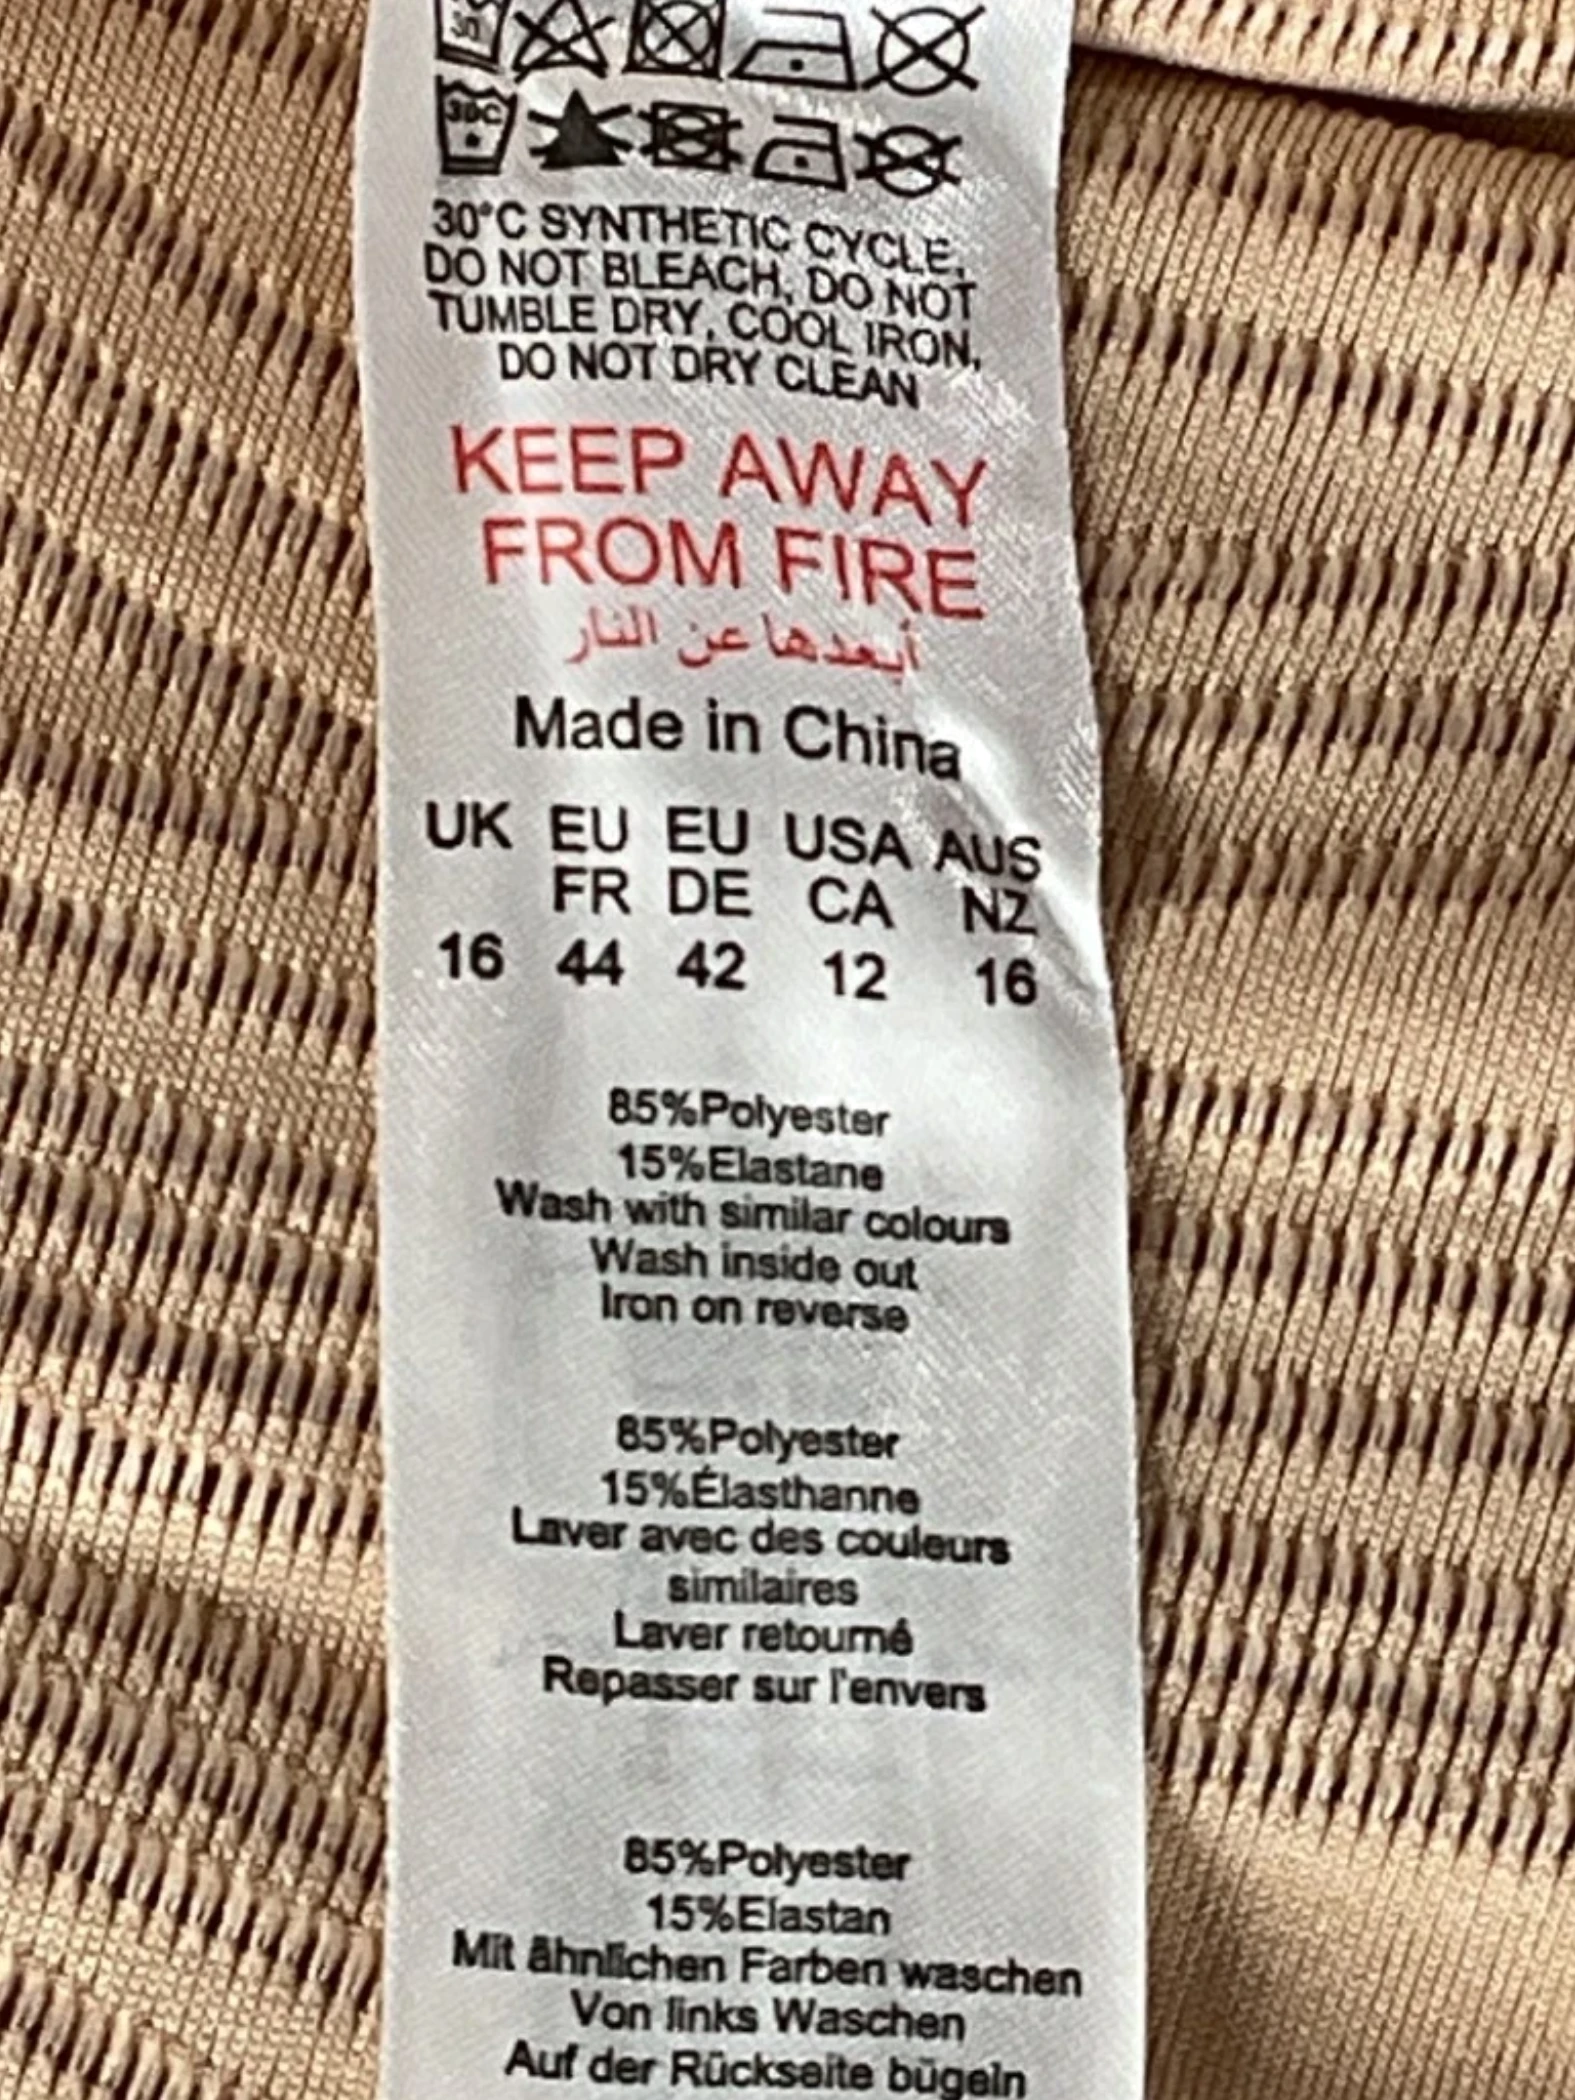 30°C SYNTHETIC CYCLE,
DO NOT BLEACH, DO NOT
TUMBLE DRY, COOL IRON,
DO NOT DRY CLEAN
KEEP AWAY
FROM FIRE
أبعدها عن النار
Made in China
UK EU EU USA AUS
FR DE CA NZ
16 44 42 12 16
85%Polyester
15%Elastane
Wash with similar colours
Wash inside out
Iron on reverse
85%Polyester
15%Élasthanne
Laver avec des couleurs
similaires
Laver retourné
Repasser sur l'envers
85%Polyester
15%Elastan
Mit ähnlichen Farben waschen
Von links Waschen
Auf der Rückseite bügeln